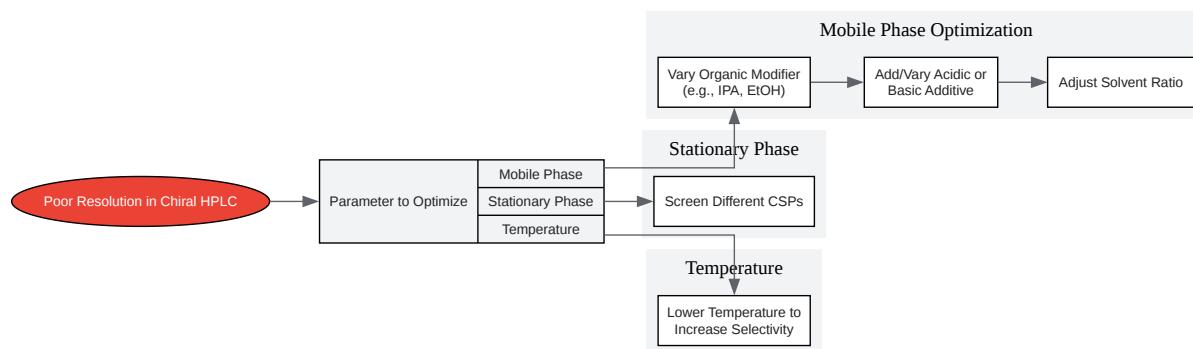 Mobile Phase Optimization
Vary Organic Modifier
(e.g., IPA, EtOH)
Add/Vary Acidic or
Basic Additive
Adjust Solvent Ratio
Stationary Phase
Poor Resolution in Chiral HPLC
Parameter to Optimize
Mobile Phase
Stationary Phase
Temperature
Screen Different CSPs
Temperature
Lower Temperature to
Increase Selectivity